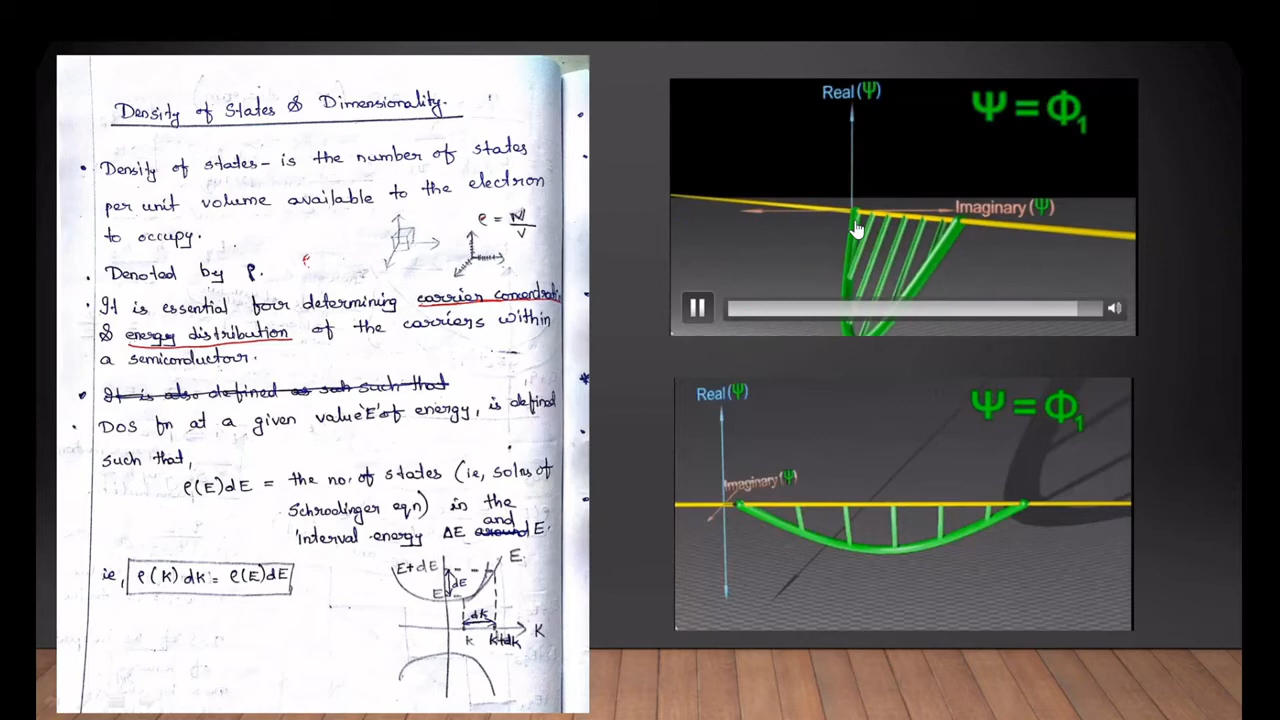 Density of States & Dimensionality.
• Density of states - is the number of states
per unit volume available to the electron
to occupy.
ρ = N/V
• Denoted by ρ.
ρ
• It is essential four determining carrier concentrati
& energy distribution of the carriers within
a semiconductour.
• It is also defined as such such that
• DOS fn at a given value 'E' of energy, is defined
such that,
ρ(E)dE = the no. of states (ie, solns of
Schrodinger eqn) in the
and
interval energy ΔE around E.
ie, ρ(K)dK = ρ(E)dE
E+dE
E
dE
E
dK
K
K+dK
K
Real(Ψ)
Ψ = Φ1
Imaginary(Ψ)
Real(Ψ)
Ψ = Φ1
Imaginary(Ψ)